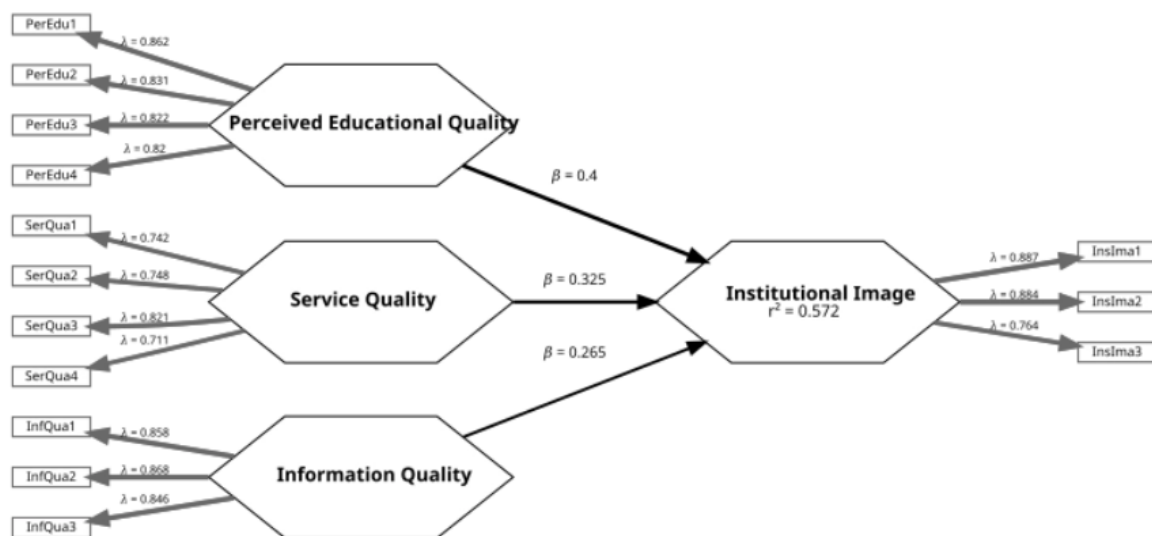 PerEdu1
λ = 0.862
PerEdu2
λ = 0.831
PerEdu3
λ = 0.822
PerEdu4
λ = 0.82
Perceived Educational Quality
β = 0.4
SerQua1
λ = 0.742
SerQua2
λ = 0.748
SerQua3
λ = 0.821
SerQua4
λ = 0.711
Service Quality
β = 0.325
InfQua1
λ = 0.858
InfQua2
λ = 0.868
InfQua3
λ = 0.846
Information Quality
β = 0.265
Institutional Image
r² = 0.572
λ = 0.887
InsIma1
λ = 0.884
InsIma2
λ = 0.764
InsIma3